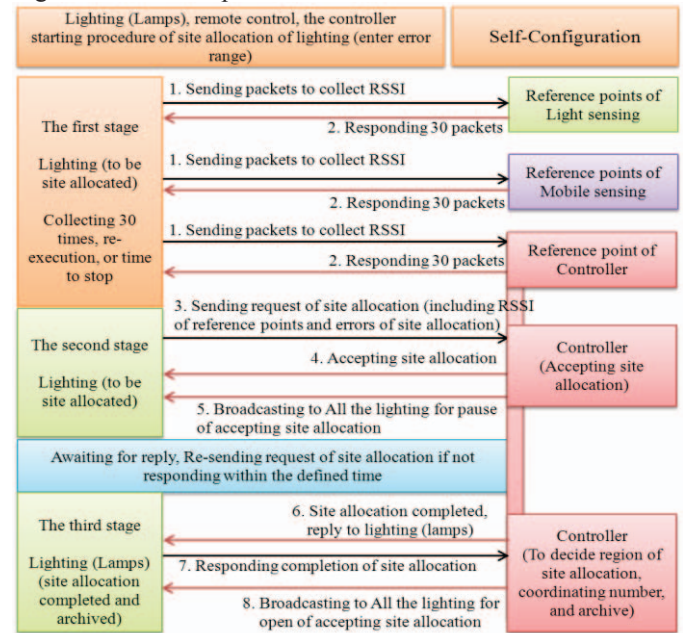 Lighting (Lamps), remote control, the controller
starting procedure of site allocation of lighting (enter error
range)
Self-Configuration
The first stage
Lighting (to be
site allocated)
Collecting 30
times, re-
execution, or time
to stop
1. Sending packets to collect RSSI
2. Responding 30 packets
Reference points of
Light sensing
1. Sending packets to collect RSSI
2. Responding 30 packets
Reference points of
Mobile sensing
1. Sending packets to collect RSSI
2. Responding 30 packets
Reference point of
Controller
The second stage
Lighting (to be
site allocated)
3. Sending request of site allocation (including RSSI
of reference points and errors of site allocation)
4. Accepting site allocation
5. Broadcasting to All the lighting for pause
of accepting site allocation
Controller
(Accepting site
allocation)
Awaiting for reply, Re-sending request of site allocation if not
responding within the defined time
The third stage
Lighting (Lamps)
(site allocation
completed and
archived)
6. Site allocation completed,
reply to lighting (lamps)
7. Responding completion of site allocation
8. Broadcasting to All the lighting for
open of accepting site allocation
Controller
(To decide region of
site allocation,
coordinating number,
and archive)